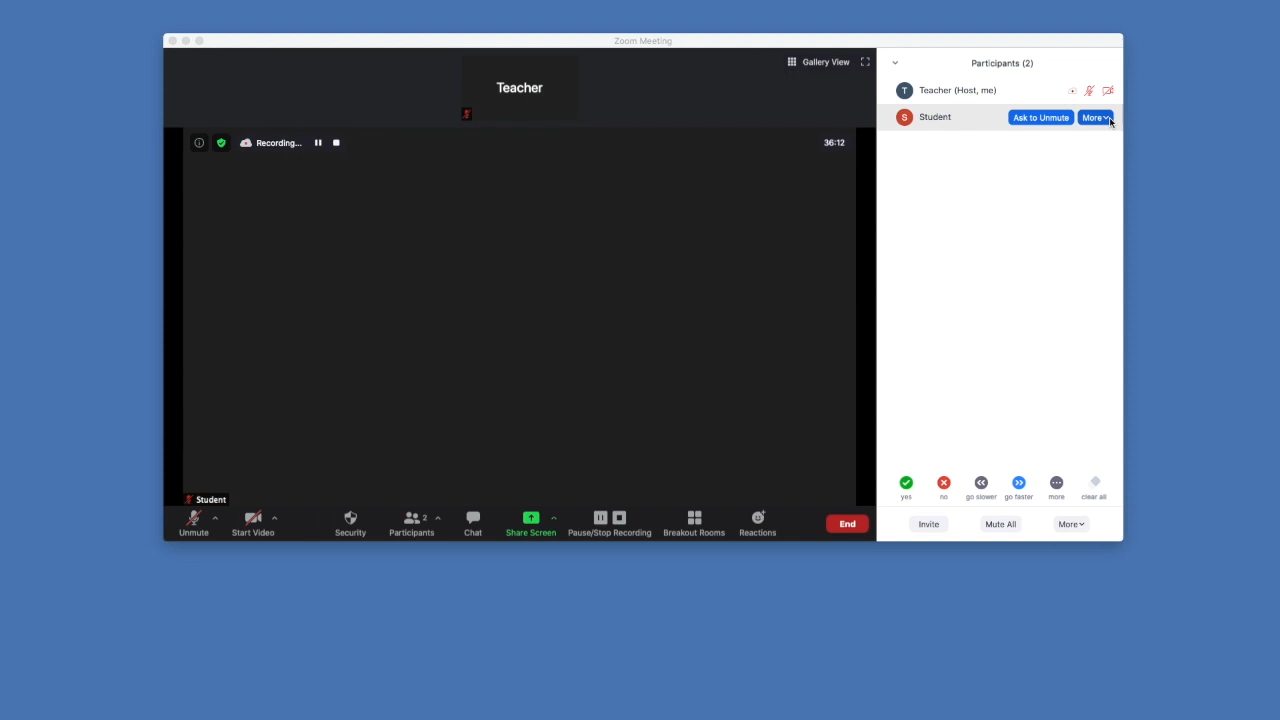 Zoom Meeting
Gallery View
Teacher
Recording...
36:12
Student
Unmute
Start Video
Security
Participants
2
Chat
Share Screen
Pause/Stop Recording
Breakout Rooms
Reactions
End
Participants (2)
T Teacher (Host, me)
S Student Ask to Unmute More
yes no go slower go faster more clear all
Invite Mute All More